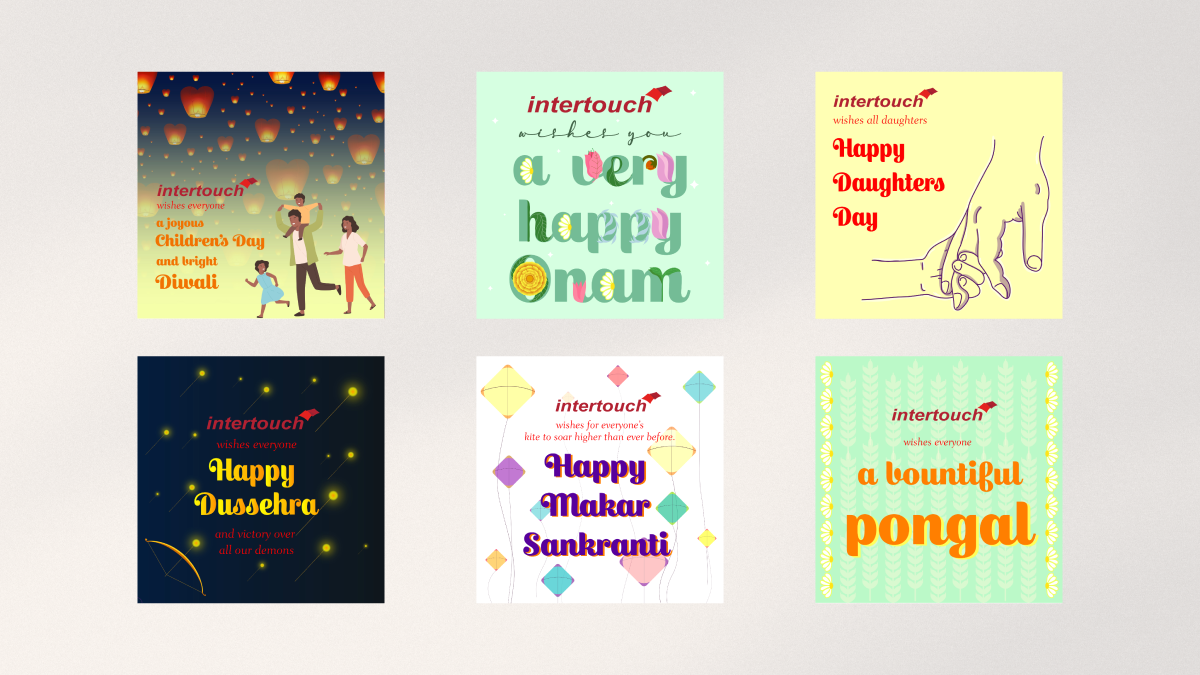 intertouch
wishes everyone
a joyous
Children's Day
and bright
Diwali
intertouch
wishes you
a very
happy
Onam
intertouch
wishes all daughters
Happy
Daughters
Day
intertouch
wishes everyone
Happy
Dussehra
and victory over
all our demons
intertouch
wishes for everyone's
kite to soar higher than ever before.
Happy
Makar
Sankranti
intertouch
wishes everyone
a bountiful
pongal